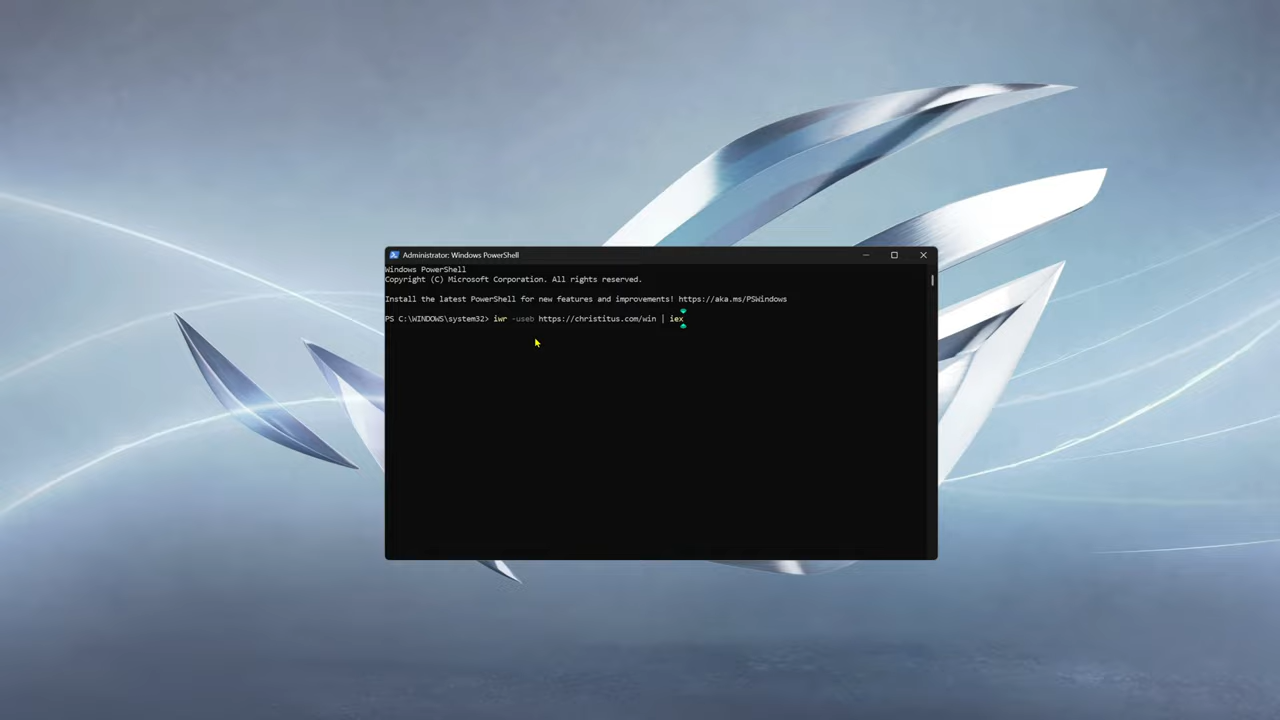 Administrator: Windows PowerShell
Windows PowerShell
Copyright (C) Microsoft Corporation. All rights reserved.
Install the latest PowerShell for new features and improvements! https://aka.ms/PSWindows
PS C:\WINDOWS\system32> iwr -useb https://christitus.com/win | iex